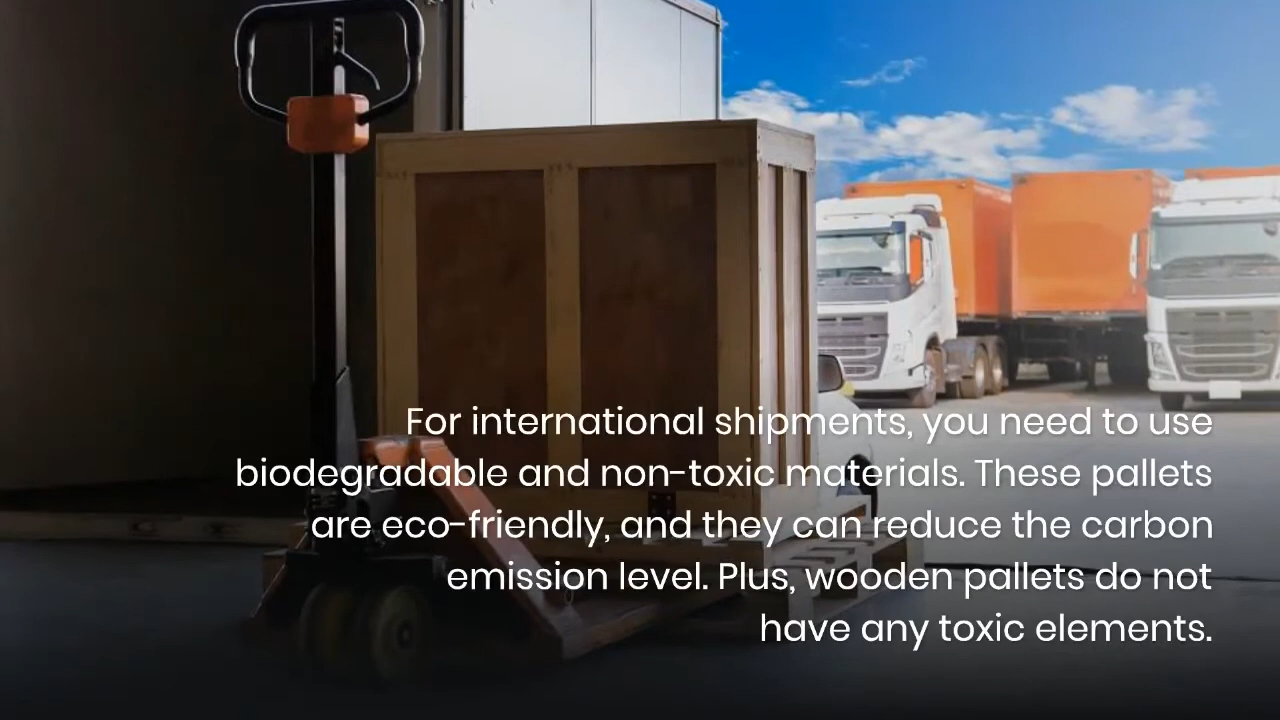 For international shipments, you need to use
biodegradable and non-toxic materials. These pallets
are eco-friendly, and they can reduce the carbon
emission level. Plus, wooden pallets do not
have any toxic elements.